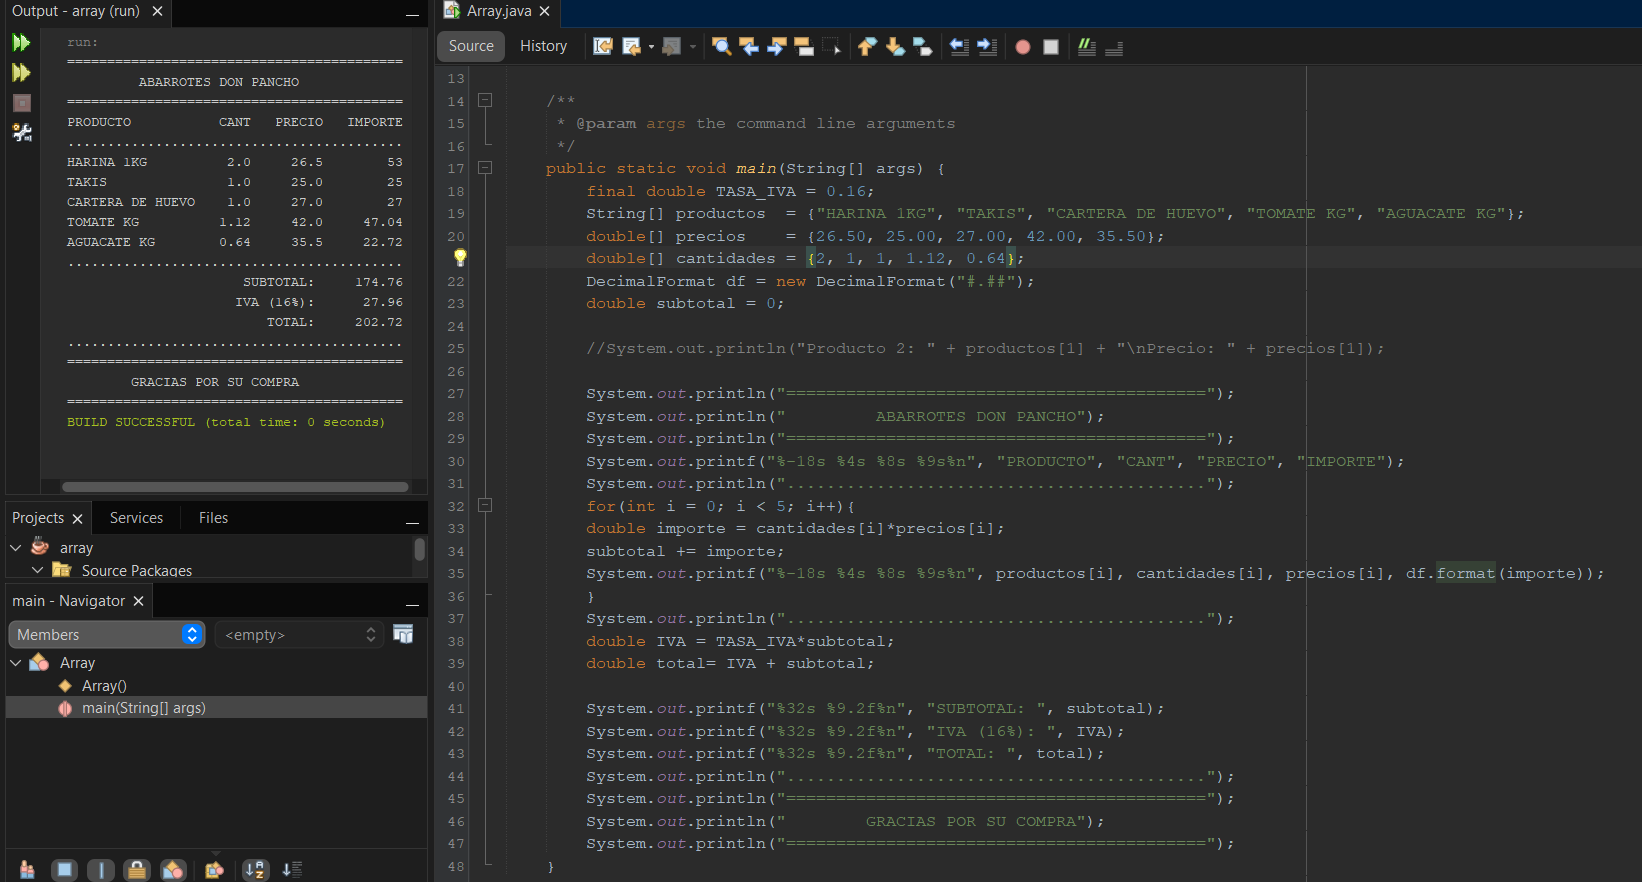 Output - array (run)
run:
==========================================
ABARROTES DON PANCHO
==========================================
PRODUCTO CANT PRECIO IMPORTE
..........................................
HARINA 1KG 2.0 26.5 53
TAKIS 1.0 25.0 25
CARTERA DE HUEVO 1.0 27.0 27
TOMATE KG 1.12 42.0 47.04
AGUACATE KG 0.64 35.5 22.72
..........................................
SUBTOTAL: 174.76
IVA (16%): 27.96
TOTAL: 202.72
..........................................
==========================================
GRACIAS POR SU COMPRA
==========================================
BUILD SUCCESSFUL (total time: 0 seconds)
Projects Services Files
array
Source Packages
main - Navigator
Members <empty>
Array
Array()
main(String[] args)
Array.java
Source History
13
14 /**
15 * @param args the command line arguments
16 */
17 public static void main(String[] args) {
18 final double TASA_IVA = 0.16;
19 String[] productos = {"HARINA 1KG", "TAKIS", "CARTERA DE HUEVO", "TOMATE KG", "AGUACATE KG"};
20 double[] precios = {26.50, 25.00, 27.00, 42.00, 35.50};
double[] cantidades = {2, 1, 1, 1.12, 0.64};
22 DecimalFormat df = new DecimalFormat("#.##");
23 double subtotal = 0;
24
25 //System.out.println("Producto 2: " + productos[1] + "\nPrecio: " + precios[1]);
26
27 System.out.println("==========================================");
28 System.out.println("         ABARROTES DON PANCHO");
29 System.out.println("==========================================");
30 System.out.printf("%-18s %4s %8s %9s%n", "PRODUCTO", "CANT", "PRECIO", "IMPORTE");
31 System.out.println("..........................................");
32 for(int i = 0; i < 5; i++){
33 double importe = cantidades[i]*precios[i];
34 subtotal += importe;
35 System.out.printf("%-18s %4s %8s %9s%n", productos[i], cantidades[i], precios[i], df.format(importe));
36 }
37 System.out.println("..........................................");
38 double IVA = TASA_IVA*subtotal;
39 double total= IVA + subtotal;
40
41 System.out.printf("%32s %9.2f%n", "SUBTOTAL: ", subtotal);
42 System.out.printf("%32s %9.2f%n", "IVA (16%): ", IVA);
43 System.out.printf("%32s %9.2f%n", "TOTAL: ", total);
44 System.out.println("..........................................");
45 System.out.println("==========================================");
46 System.out.println("        GRACIAS POR SU COMPRA");
47 System.out.println("==========================================");
48 }